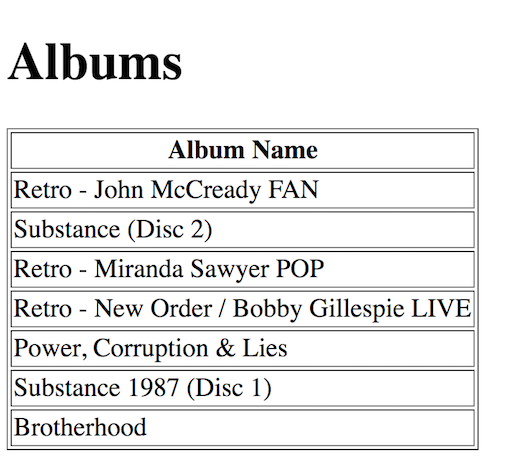 Albums
Album Name
Retro - John McCready FAN
Substance (Disc 2)
Retro - Miranda Sawyer POP
Retro - New Order / Bobby Gillespie LIVE
Power, Corruption & Lies
Substance 1987 (Disc 1)
Brotherhood